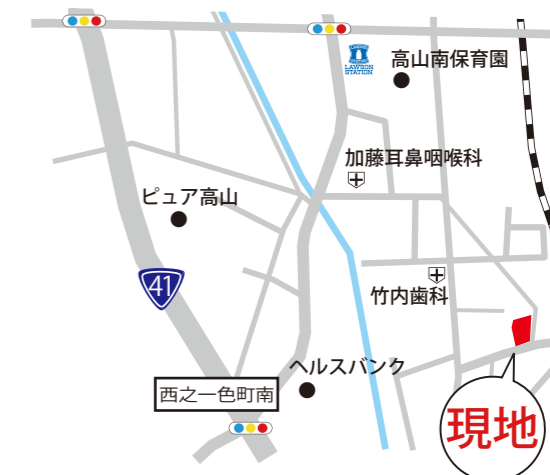 LAWSON
STATION
高山南保育園
加藤耳鼻咽喉科
ピュア高山
41
竹内歯科
ヘルスバンク
西之一色町南
現地